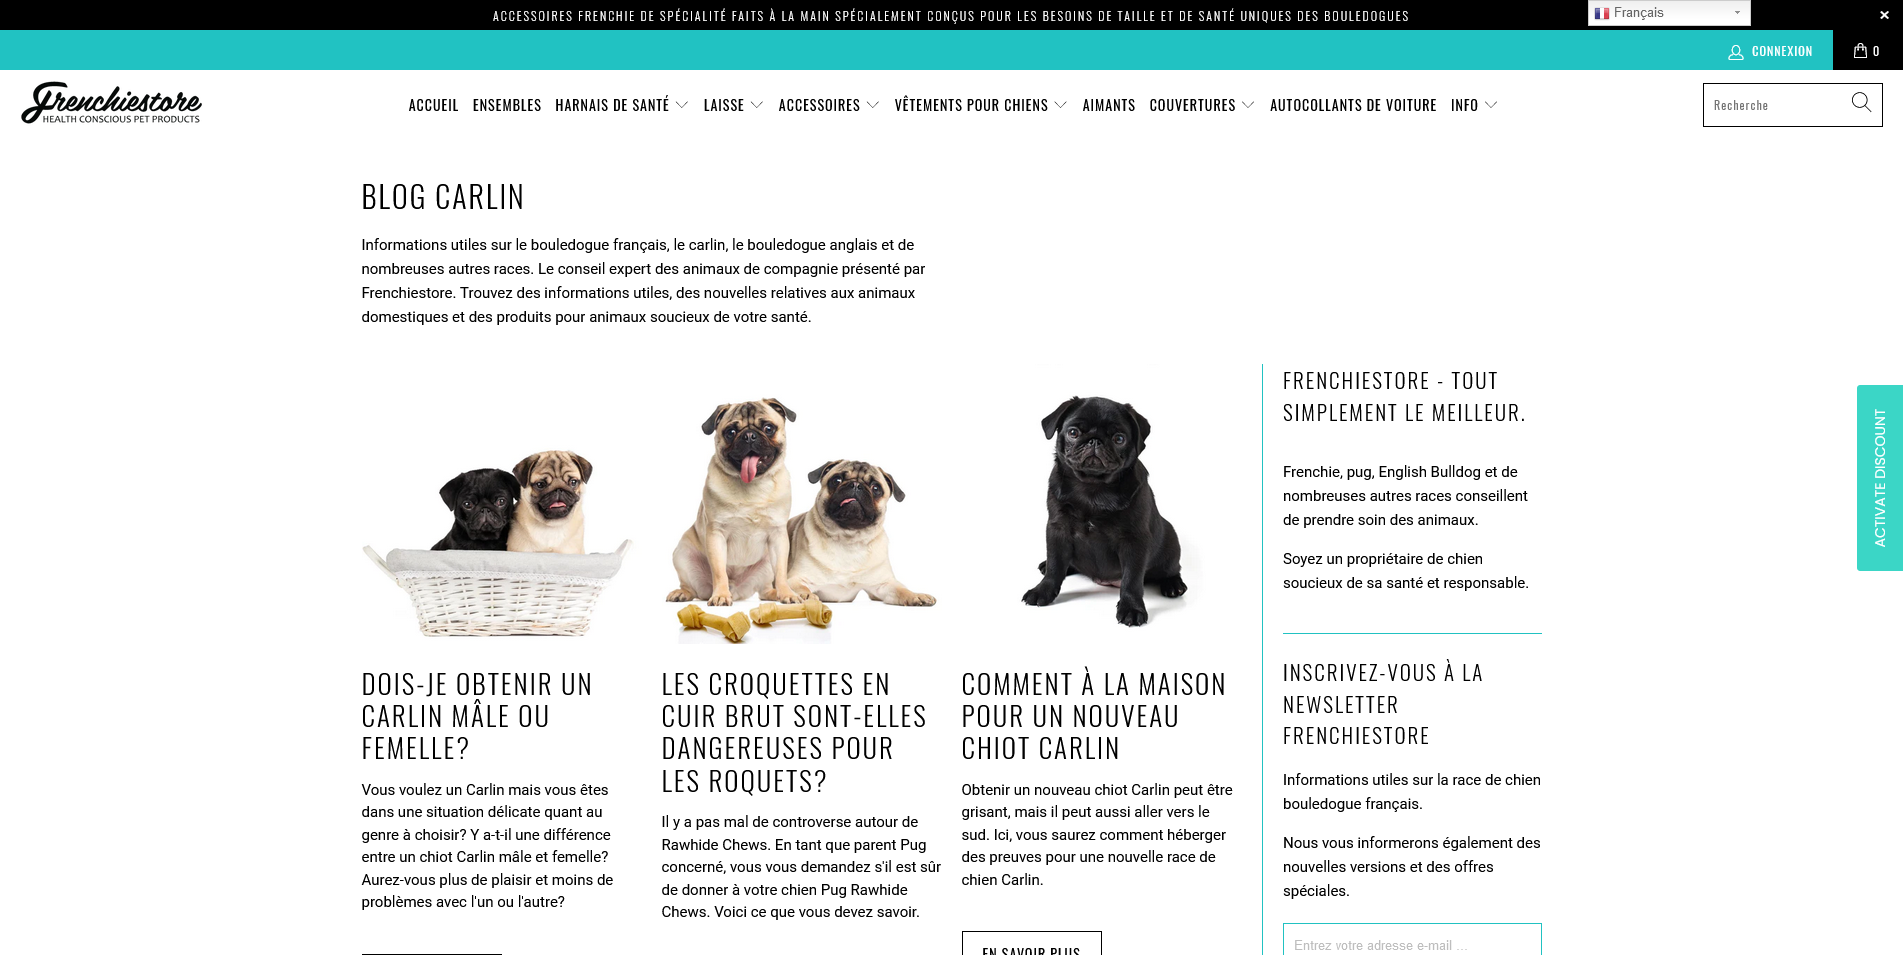 ACCESSOIRES FRENCHIE DE SPÉCIALITÉ FAITS À LA MAIN SPÉCIALEMENT CONÇUS POUR LES BESOINS DE TAILLE ET DE SANTÉ UNIQUES DES BOULEDOGUES
Français
CONNEXION
0
Frenchiestore
HEALTH CONSCIOUS PET PRODUCTS
ACCUEIL ENSEMBLES HARNAIS DE SANTÉ LAISSE ACCESSOIRES VÊTEMENTS POUR CHIENS AIMANTS COUVERTURES AUTOCOLLANTS DE VOITURE INFO
Recherche
BLOG CARLIN
Informations utiles sur le bouledogue français, le carlin, le bouledogue anglais et de
nombreuses autres races. Le conseil expert des animaux de compagnie présenté par
Frenchiestore. Trouvez des informations utiles, des nouvelles relatives aux animaux
domestiques et des produits pour animaux soucieux de votre santé.
DOIS-JE OBTENIR UN
CARLIN MÂLE OU
FEMELLE?
Vous voulez un Carlin mais vous êtes
dans une situation délicate quant au
genre à choisir? Y a-t-il une différence
entre un chiot Carlin mâle et femelle?
Aurez-vous plus de plaisir et moins de
problèmes avec l'un ou l'autre?
LES CROQUETTES EN
CUIR BRUT SONT-ELLES
DANGEREUSES POUR
LES ROQUETS?
Il y a pas mal de controverse autour de
Rawhide Chews. En tant que parent Pug
concerné, vous vous demandez s'il est sûr
de donner à votre chien Pug Rawhide
Chews. Voici ce que vous devez savoir.
COMMENT À LA MAISON
POUR UN NOUVEAU
CHIOT CARLIN
Obtenir un nouveau chiot Carlin peut être
grisant, mais il peut aussi aller vers le
sud. Ici, vous saurez comment héberger
des preuves pour une nouvelle race de
chien Carlin.
EN SAVOIR PLUS
FRENCHIESTORE - TOUT
SIMPLEMENT LE MEILLEUR.
Frenchie, pug, English Bulldog et de
nombreuses autres races conseillent
de prendre soin des animaux.
Soyez un propriétaire de chien
soucieux de sa santé et responsable.
INSCRIVEZ-VOUS À LA
NEWSLETTER
FRENCHIESTORE
Informations utiles sur la race de chien
bouledogue français.
Nous vous informerons également des
nouvelles versions et des offres
spéciales.
Entrez votre adresse e-mail ...
ACTIVATE DISCOUNT